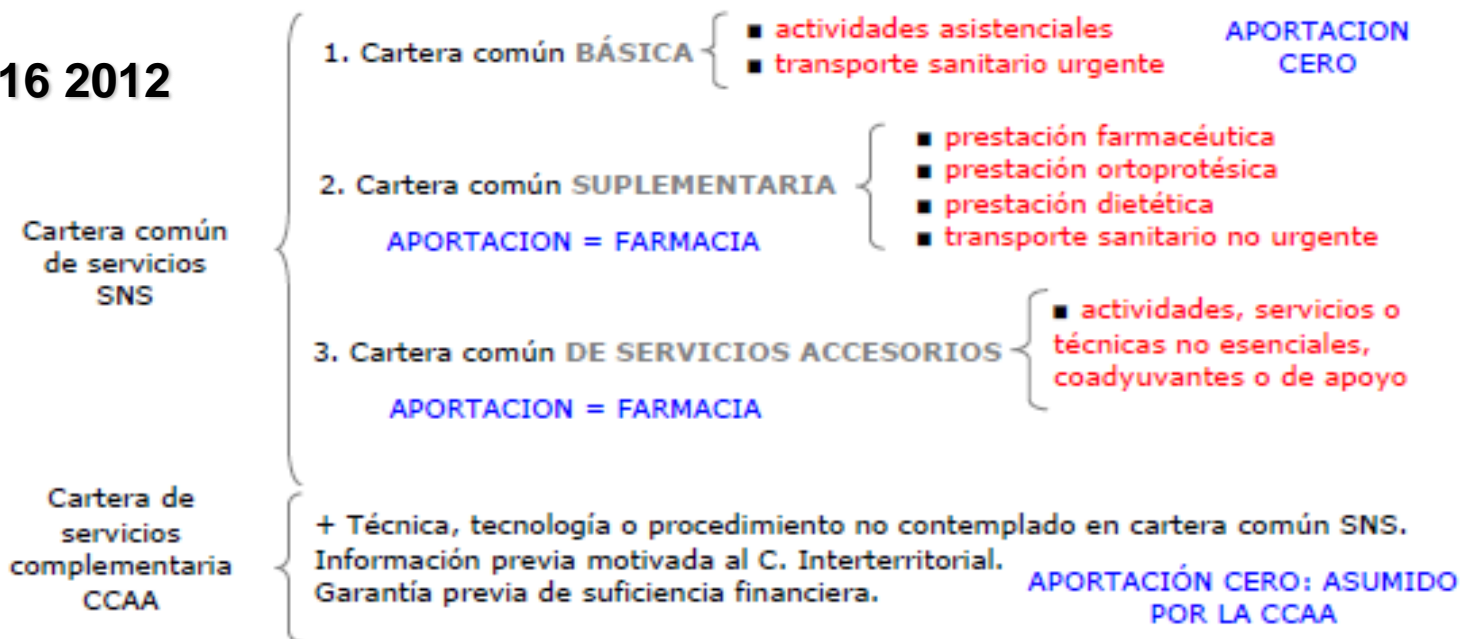 16 2012
Cartera común
de servicios
SNS
1. Cartera común BÁSICA
▪ actividades asistenciales
▪ transporte sanitario urgente
APORTACION
CERO
2. Cartera común SUPLEMENTARIA
APORTACION = FARMACIA
▪ prestación farmacéutica
▪ prestación ortoprotésica
▪ prestación dietética
▪ transporte sanitario no urgente
3. Cartera común DE SERVICIOS ACCESORIOS
APORTACION = FARMACIA
▪ actividades, servicios o
técnicas no esenciales,
coadyuvantes o de apoyo
Cartera de
servicios
complementaria
CCAA
+ Técnica, tecnología o procedimiento no contemplado en cartera común SNS.
Información previa motivada al C. Interterritorial.
Garantía previa de suficiencia financiera.
APORTACIÓN CERO: ASUMIDO
POR LA CCAA